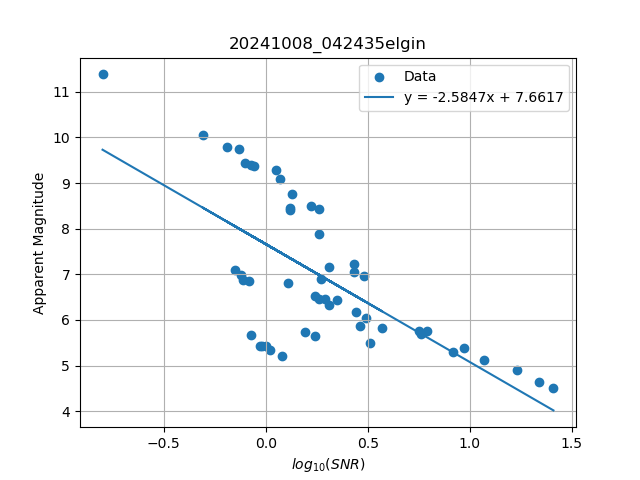 20241008_042435elgin
Data
y = -2.5847x + 7.6617
Apparent Magnitude
11
10
9
8
7
6
5
4
−0.5 0.0 0.5 1.0 1.5
log10(SNR)